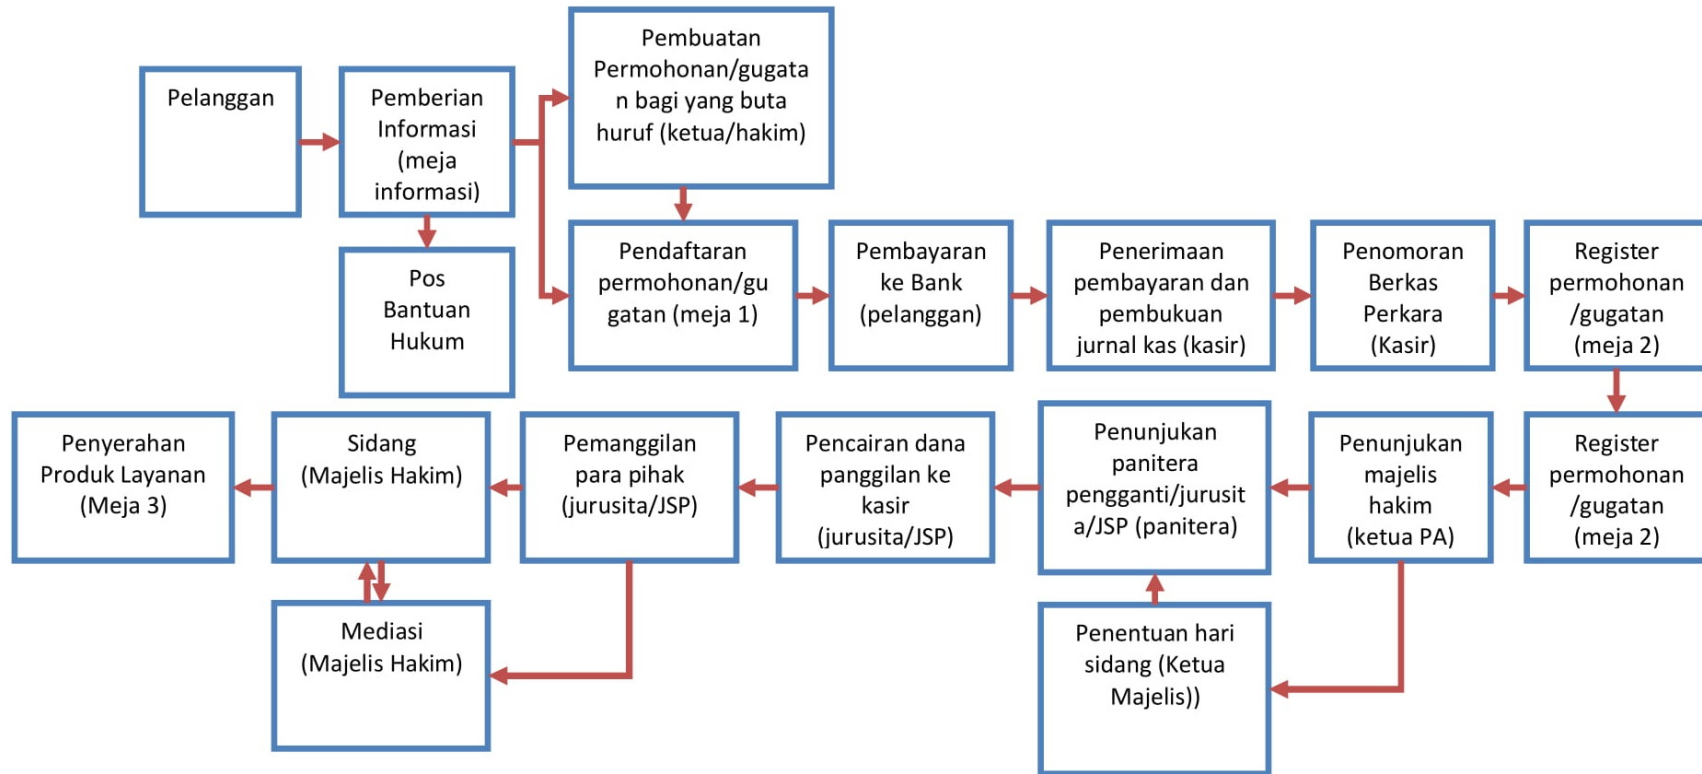 Pelanggan
Pemberian
Informasi
(meja
informasi)
Pembuatan
Permohonan/gugata
n bagi yang buta
huruf (ketua/hakim)
Pos
Bantuan
Hukum
Pendaftaran
permohonan/gu
gatan (meja 1)
Pembayaran
ke Bank
(pelanggan)
Penerimaan
pembayaran dan
pembukuan
jurnal kas (kasir)
Penomoran
Berkas
Perkara
(Kasir)
Register
permohonan
/gugatan
(meja 2)
Penyerahan
Produk Layanan
(Meja 3)
Sidang
(Majelis Hakim)
Pemanggilan
para pihak
(jurusita/JSP)
Pencairan dana
panggilan ke
kasir
(jurusita/JSP)
Penunjukan
panitera
pengganti/jurusit
a/JSP (panitera)
Penunjukan
majelis
hakim
(ketua PA)
Register
permohonan
/gugatan
(meja 2)
Mediasi
(Majelis Hakim)
Penentuan hari
sidang (Ketua
Majelis))